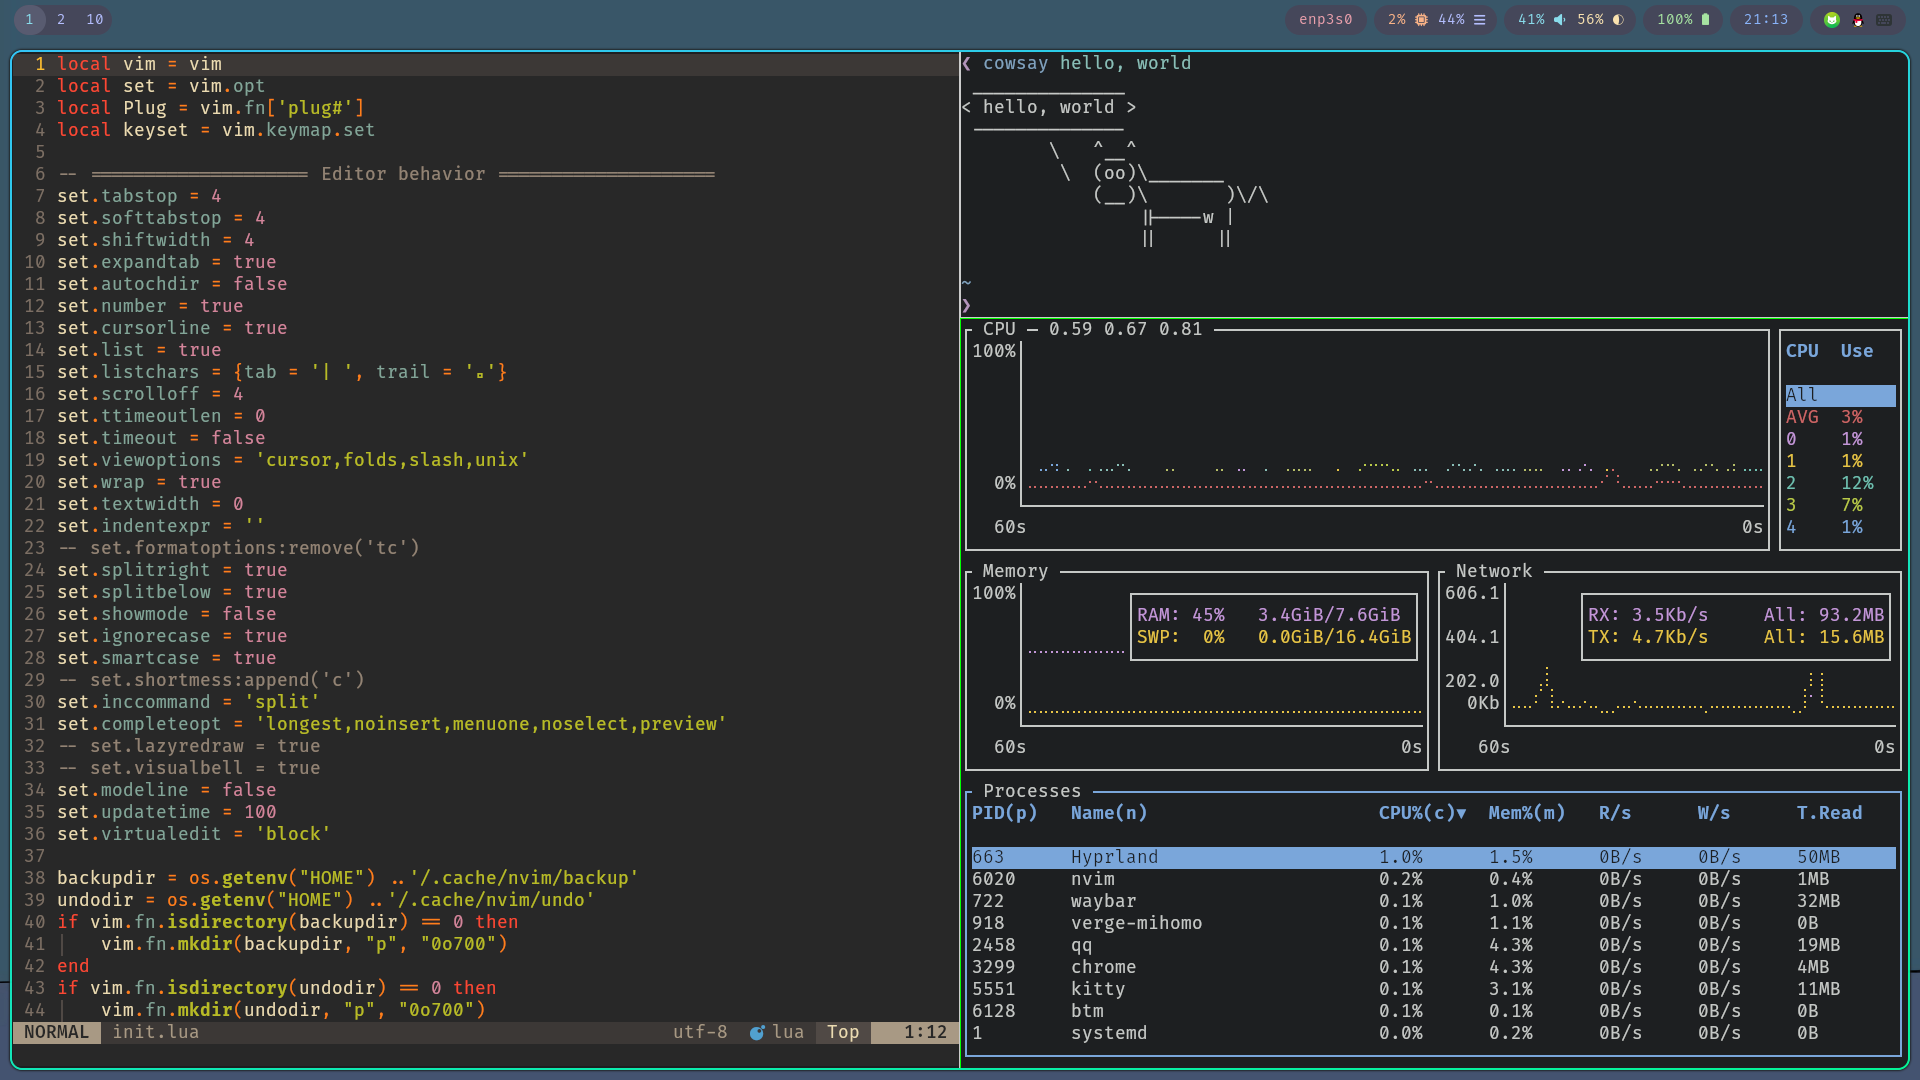 1 2 10 enp3s0 2% 44% 41% 56% 100% 21:13
1 local vim = vim
2 local set = vim.opt
3 local Plug = vim.fn['plug#']
4 local keyset = vim.keymap.set
5
6 -- ==================== Editor behavior ====================
7 set.tabstop = 4
8 set.softtabstop = 4
9 set.shiftwidth = 4
10 set.expandtab = true
11 set.autochdir = false
12 set.number = true
13 set.cursorline = true
14 set.list = true
15 set.listchars = {tab = '| ', trail = '▫'}
16 set.scrolloff = 4
17 set.ttimeoutlen = 0
18 set.timeout = false
19 set.viewoptions = 'cursor,folds,slash,unix'
20 set.wrap = true
21 set.textwidth = 0
22 set.indentexpr = ''
23 -- set.formatoptions:remove('tc')
24 set.splitright = true
25 set.splitbelow = true
26 set.showmode = false
27 set.ignorecase = true
28 set.smartcase = true
29 -- set.shortmess:append('c')
30 set.inccommand = 'split'
31 set.completeopt = 'longest,noinsert,menuone,noselect,preview'
32 -- set.lazyredraw = true
33 -- set.visualbell = true
34 set.modeline = false
35 set.updatetime = 100
36 set.virtualedit = 'block'
37
38 backupdir = os.getenv("HOME") .. '/.cache/nvim/backup'
39 undodir = os.getenv("HOME") .. '/.cache/nvim/undo'
40 if vim.fn.isdirectory(backupdir) == 0 then
41 │   vim.fn.mkdir(backupdir, "p", "0o700")
42 end
43 if vim.fn.isdirectory(undodir) == 0 then
44 │   vim.fn.mkdir(undodir, "p", "0o700")
NORMAL init.lua utf-8 lua Top 1:12
❮ cowsay hello, world
 ______________
< hello, world >
 --------------
        \   ^__^
         \  (oo)\_______
            (__)\       )\/\
                ||----w |
                ||     ||
~
❯
CPU — 0.59 0.67 0.81
100%
0%
60s 0s
CPU Use
All
AVG 3%
0 1%
1 1%
2 12%
3 7%
4 1%
Memory
100%
RAM: 45% 3.4GiB/7.6GiB
SWP: 0% 0.0GiB/16.4GiB
0%
60s 0s
Network
606.1
RX: 3.5Kb/s All: 93.2MB
404.1
TX: 4.7Kb/s All: 15.6MB
202.0
0Kb
60s 0s
Processes
PID(p) Name(n) CPU%(c)▼ Mem%(m) R/s W/s T.Read
663 Hyprland 1.0% 1.5% 0B/s 0B/s 50MB
6020 nvim 0.2% 0.4% 0B/s 0B/s 1MB
722 waybar 0.1% 1.0% 0B/s 0B/s 32MB
918 verge-mihomo 0.1% 1.1% 0B/s 0B/s 0B
2458 qq 0.1% 4.3% 0B/s 0B/s 19MB
3299 chrome 0.1% 4.3% 0B/s 0B/s 4MB
5551 kitty 0.1% 3.1% 0B/s 0B/s 11MB
6128 btm 0.1% 0.1% 0B/s 0B/s 0B
1 systemd 0.0% 0.2% 0B/s 0B/s 0B